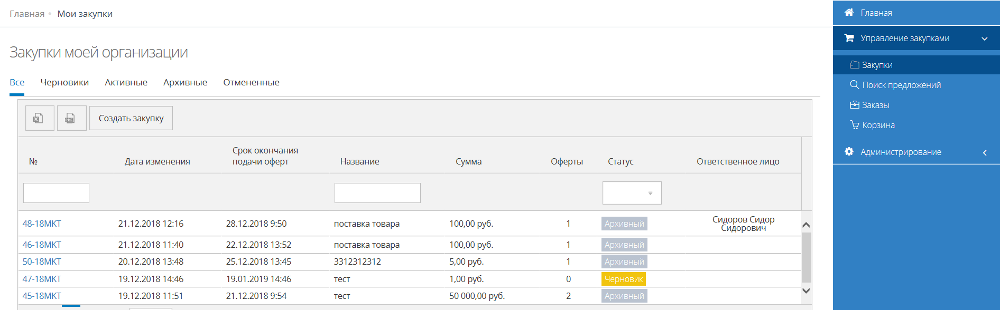 Главная • Мои закупки
Закупки моей организации
Все Черновики Активные Архивные Отмененные
Создать закупку
№ Дата изменения Срок окончания подачи оферт Название Сумма Оферты Статус Ответственное лицо
48-18МКТ 21.12.2018 12:16 28.12.2018 9:50 поставка товара 100,00 руб. 1 Архивный Сидоров Сидор Сидорович
46-18МКТ 21.12.2018 11:40 22.12.2018 13:52 поставка товара 100,00 руб. 1 Архивный
50-18МКТ 20.12.2018 13:48 25.12.2018 13:45 3312312312 5,00 руб. 1 Архивный
47-18МКТ 19.12.2018 14:46 19.01.2019 14:46 тест 1,00 руб. 0 Черновик
45-18МКТ 19.12.2018 11:51 21.12.2018 9:54 тест 50 000,00 руб. 2 Архивный
Главная
Управление закупками
Закупки
Поиск предложений
Заказы
Корзина
Администрирование